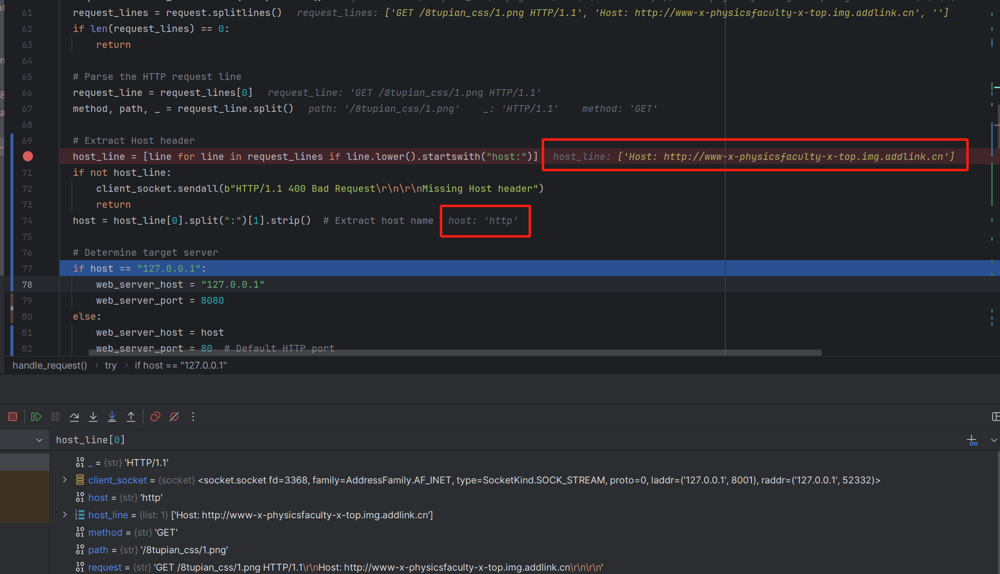 61 request_lines = request.splitlines() request_lines: ['GET /8tupian_css/1.png HTTP/1.1', 'Host: http://www-x-physicsfaculty-x-top.img.addlink.cn', '']
62 if len(request_lines) == 0:
63 return
64
65 # Parse the HTTP request line
66 request_line = request_lines[0] request_line: 'GET /8tupian_css/1.png HTTP/1.1'
67 method, path, _ = request_line.split() path: '/8tupian_css/1.png' _: 'HTTP/1.1' method: 'GET'
68
69 # Extract Host header
host_line = [line for line in request_lines if line.lower().startswith("host:")] host_line: ['Host: http://www-x-physicsfaculty-x-top.img.addlink.cn']
71 if not host_line:
72 client_socket.sendall(b"HTTP/1.1 400 Bad Request\r\n\r\nMissing Host header")
73 return
74 host = host_line[0].split(":")[1].strip() # Extract host name host: 'http'
75
76 # Determine target server
77 if host == "127.0.0.1":
78 web_server_host = "127.0.0.1"
79 web_server_port = 8080
80 else:
81 web_server_host = host
82 web_server_port = 80 # Default HTTP port
handle_request() › try › if host == "127.0.0.1"
host_line[0]
_ = {str} 'HTTP/1.1'
client_socket = {socket} <socket.socket fd=3368, family=AddressFamily.AF_INET, type=SocketKind.SOCK_STREAM, proto=0, laddr=('127.0.0.1', 8001), raddr=('127.0.0.1', 52332)>
host = {str} 'http'
host_line = {list: 1} ['Host: http://www-x-physicsfaculty-x-top.img.addlink.cn']
method = {str} 'GET'
path = {str} '/8tupian_css/1.png'
request = {str} 'GET /8tupian_css/1.png HTTP/1.1\r\nHost: http://www-x-physicsfaculty-x-top.img.addlink.cn\r\n\r\n'